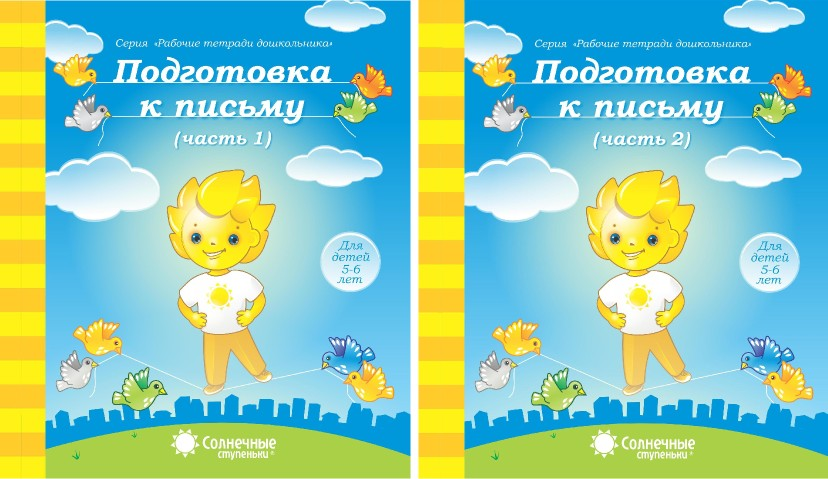 Серия «Рабочие тетради дошкольника»
Подготовка
к письму
(часть 1)
Для
детей
5-6
лет
Солнечные
ступеньки®
Серия «Рабочие тетради дошкольника»
Подготовка
к письму
(часть 2)
Для
детей
5-6
лет
Солнечные
ступеньки®